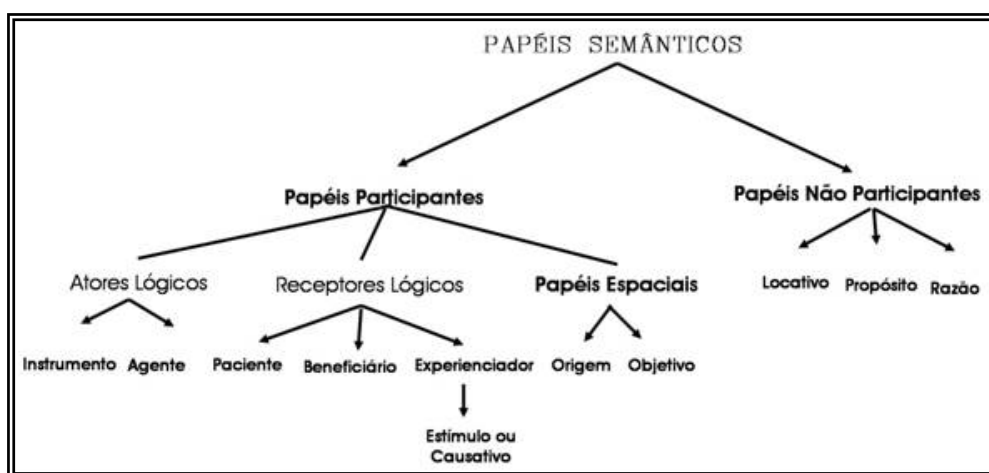 PAPÉIS SEMÂNTICOS
Papéis Participantes
Papéis Não Participantes
Atores Lógicos
Receptores Lógicos
Papéis Espaciais
Locativo
Propósito
Razão
Instrumento
Agente
Paciente
Beneficiário
Experienciador
Origem
Objetivo
Estímulo ou
Causativo